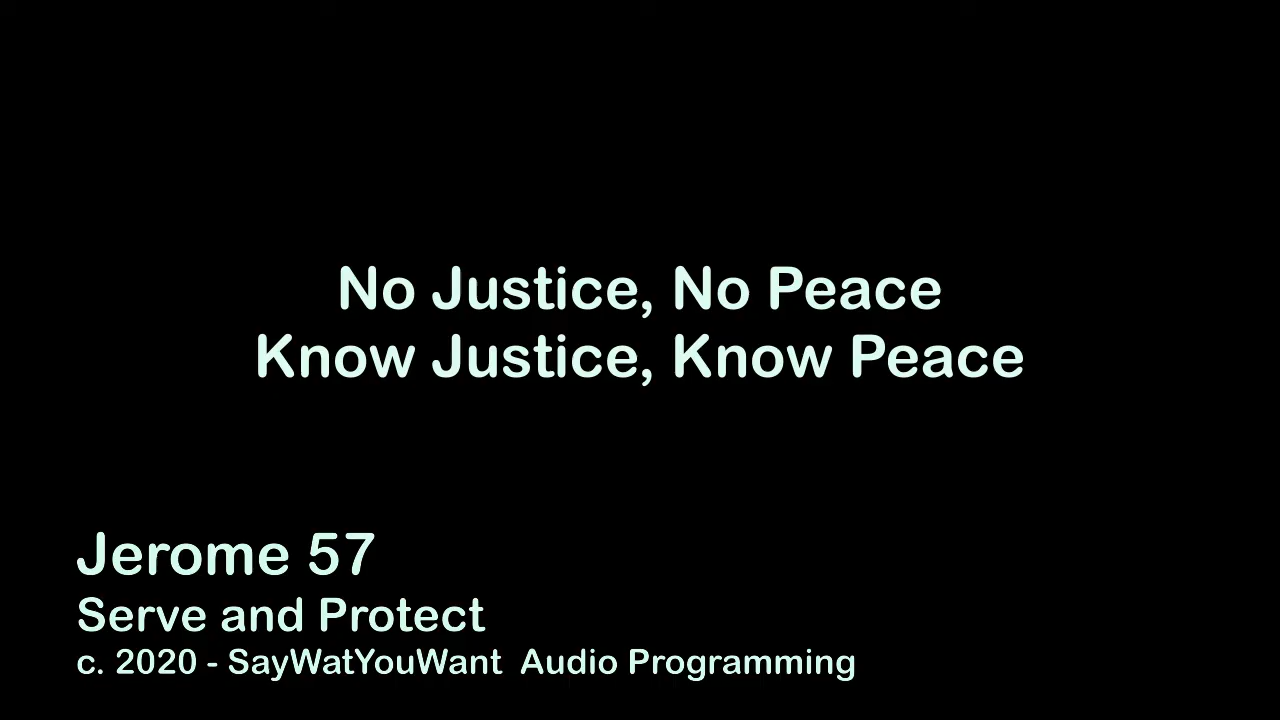 No Justice, No Peace
Know Justice, Know Peace
Jerome 57
Serve and Protect
c. 2020 - SayWatYouWant  Audio Programming